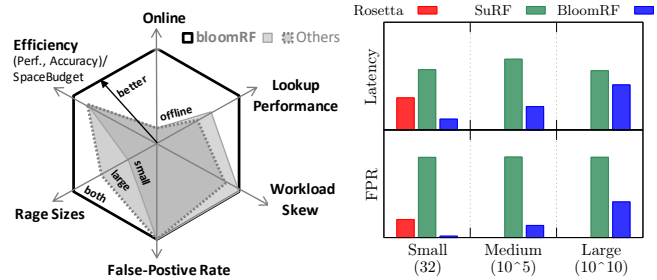 Online
bloomRF Others
Efficiency
(Perf., Accuracy)/
SpaceBudget
better
offline
Lookup
Performance
small
large
both
Workload
Skew
Rage Sizes
False-Postive Rate
Rosetta SuRF BloomRF
Latency
FPR
Small Medium Large
(32) (10^5) (10^10)